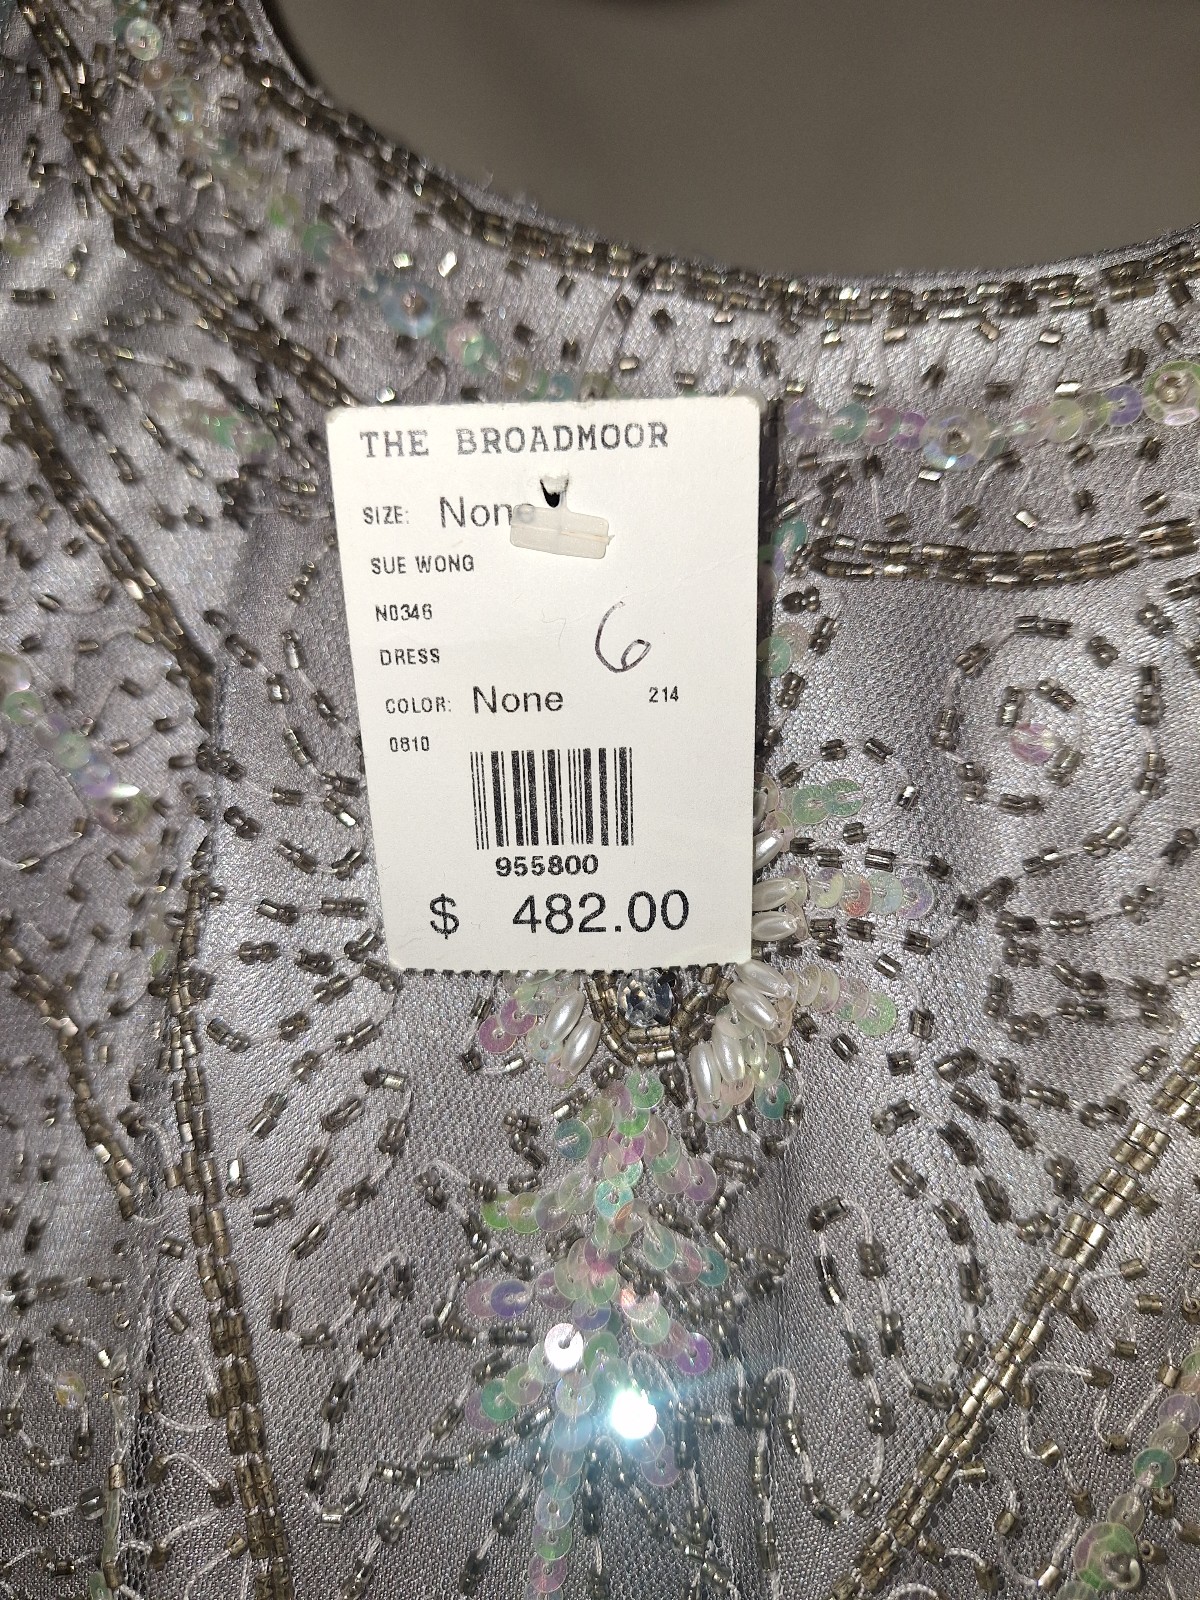 THE BROADMOOR
SIZE: None
SUE WONG
N0346
6
DRESS
COLOR: None 214
0810
955800
$ 482.00